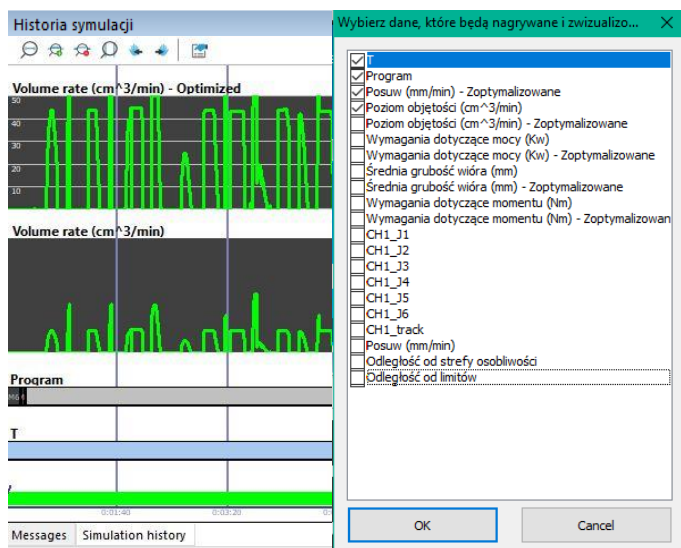 Historia symulacji
Volume rate (cm^3/min) - Optimized
50
40
30
20
10
Volume rate (cm^3/min)
Program
M64
T
0:01:40
0:03:20
Messages
Simulation history
Wybierz dane, które będą nagrywane i zwizualizo...
T
Program
Posuw (mm/min) - Zoptymalizowane
Poziom objętości (cm^3/min)
Poziom objętości (cm^3/min) - Zoptymalizowane
Wymagania dotyczące mocy (Kw)
Wymagania dotyczące mocy (Kw) - Zoptymalizowane
Średnia grubość wióra (mm)
Średnia grubość wióra (mm) - Zoptymalizowane
Wymagania dotyczące momentu (Nm)
Wymagania dotyczące momentu (Nm) - Zoptymalizowan
CH1_J1
CH1_J2
CH1_J3
CH1_J4
CH1_J5
CH1_J6
CH1_track
Posuw (mm/min)
Odległość od strefy osobliwości
Odległość od limitów
OK
Cancel